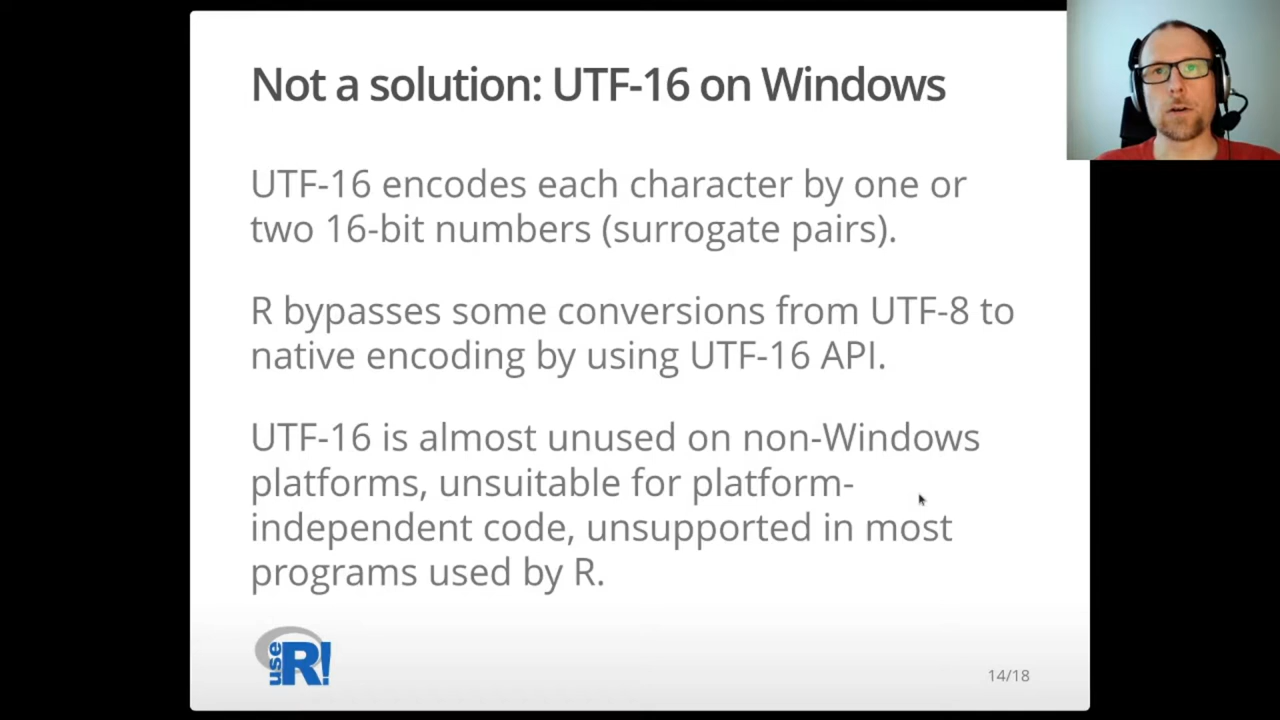 Not a solution: UTF-16 on Windows
UTF-16 encodes each character by one or
two 16-bit numbers (surrogate pairs).
R bypasses some conversions from UTF-8 to
native encoding by using UTF-16 API.
UTF-16 is almost unused on non-Windows
platforms, unsuitable for platform-
independent code, unsupported in most
programs used by R.
use R!
14/18